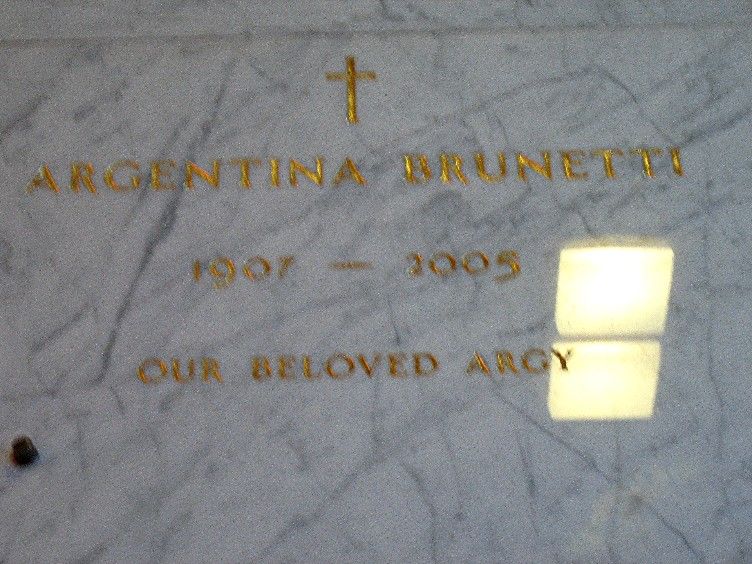 ARGENTINA BRUNETTI
1907 — 2005
OUR BELOVED ARGY